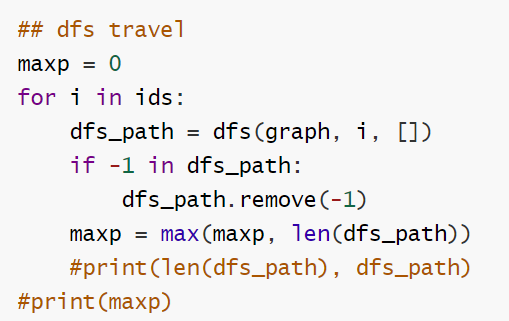 ## dfs travel
maxp = 0
for i in ids:
    dfs_path = dfs(graph, i, [])
    if -1 in dfs_path:
        dfs_path.remove(-1)
    maxp = max(maxp, len(dfs_path))
    #print(len(dfs_path), dfs_path)
#print(maxp)